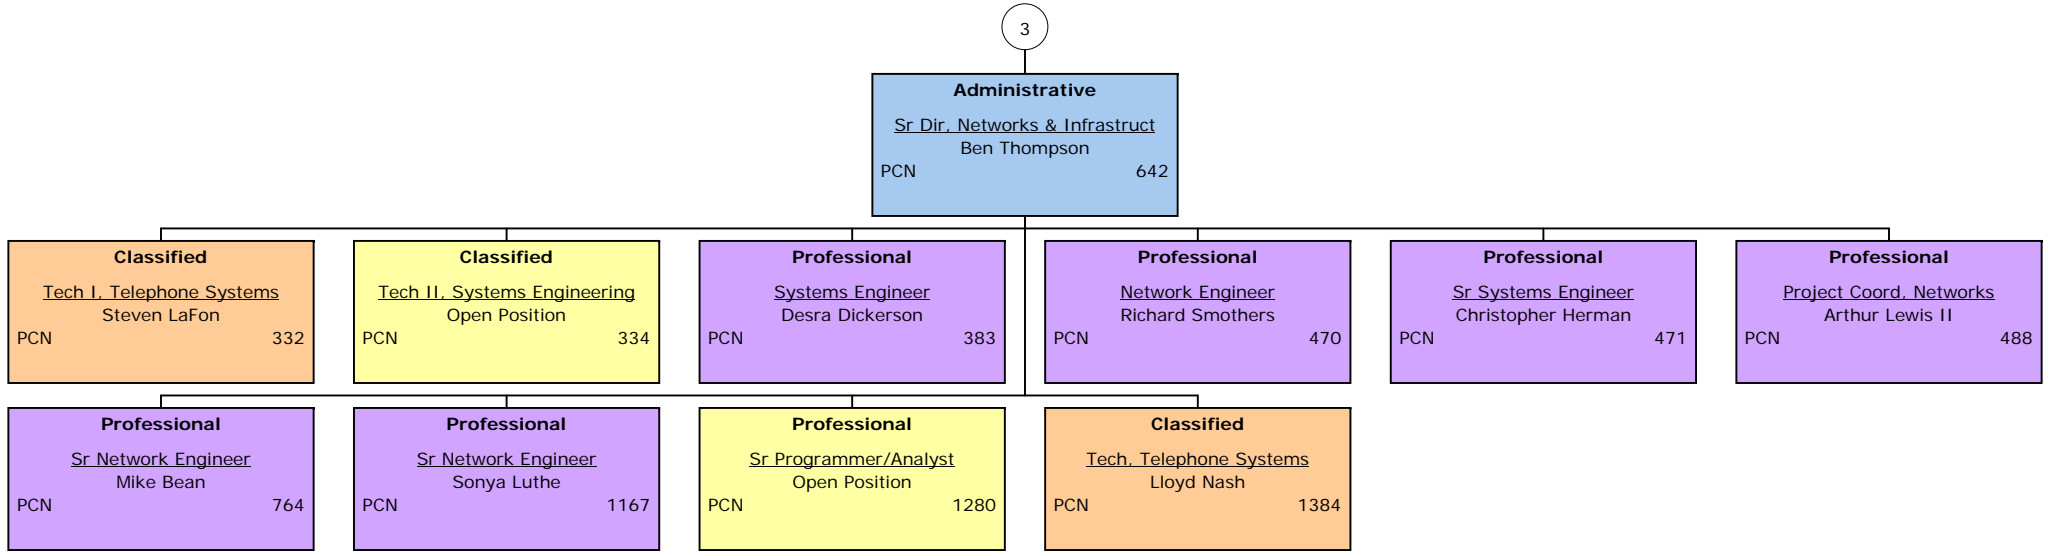 3
Administrative
Sr Dir, Networks & Infrastruct
Ben Thompson
PCN 642
Classified
Tech I, Telephone Systems
Steven LaFon
PCN 332
Classified
Tech II, Systems Engineering
Open Position
PCN 334
Professional
Systems Engineer
Desra Dickerson
PCN 383
Professional
Network Engineer
Richard Smothers
PCN 470
Professional
Sr Systems Engineer
Christopher Herman
PCN 471
Professional
Project Coord, Networks
Arthur Lewis II
PCN 488
Professional
Sr Network Engineer
Mike Bean
PCN 764
Professional
Sr Network Engineer
Sonya Luthe
PCN 1167
Professional
Sr Programmer/Analyst
Open Position
PCN 1280
Classified
Tech, Telephone Systems
Lloyd Nash
PCN 1384